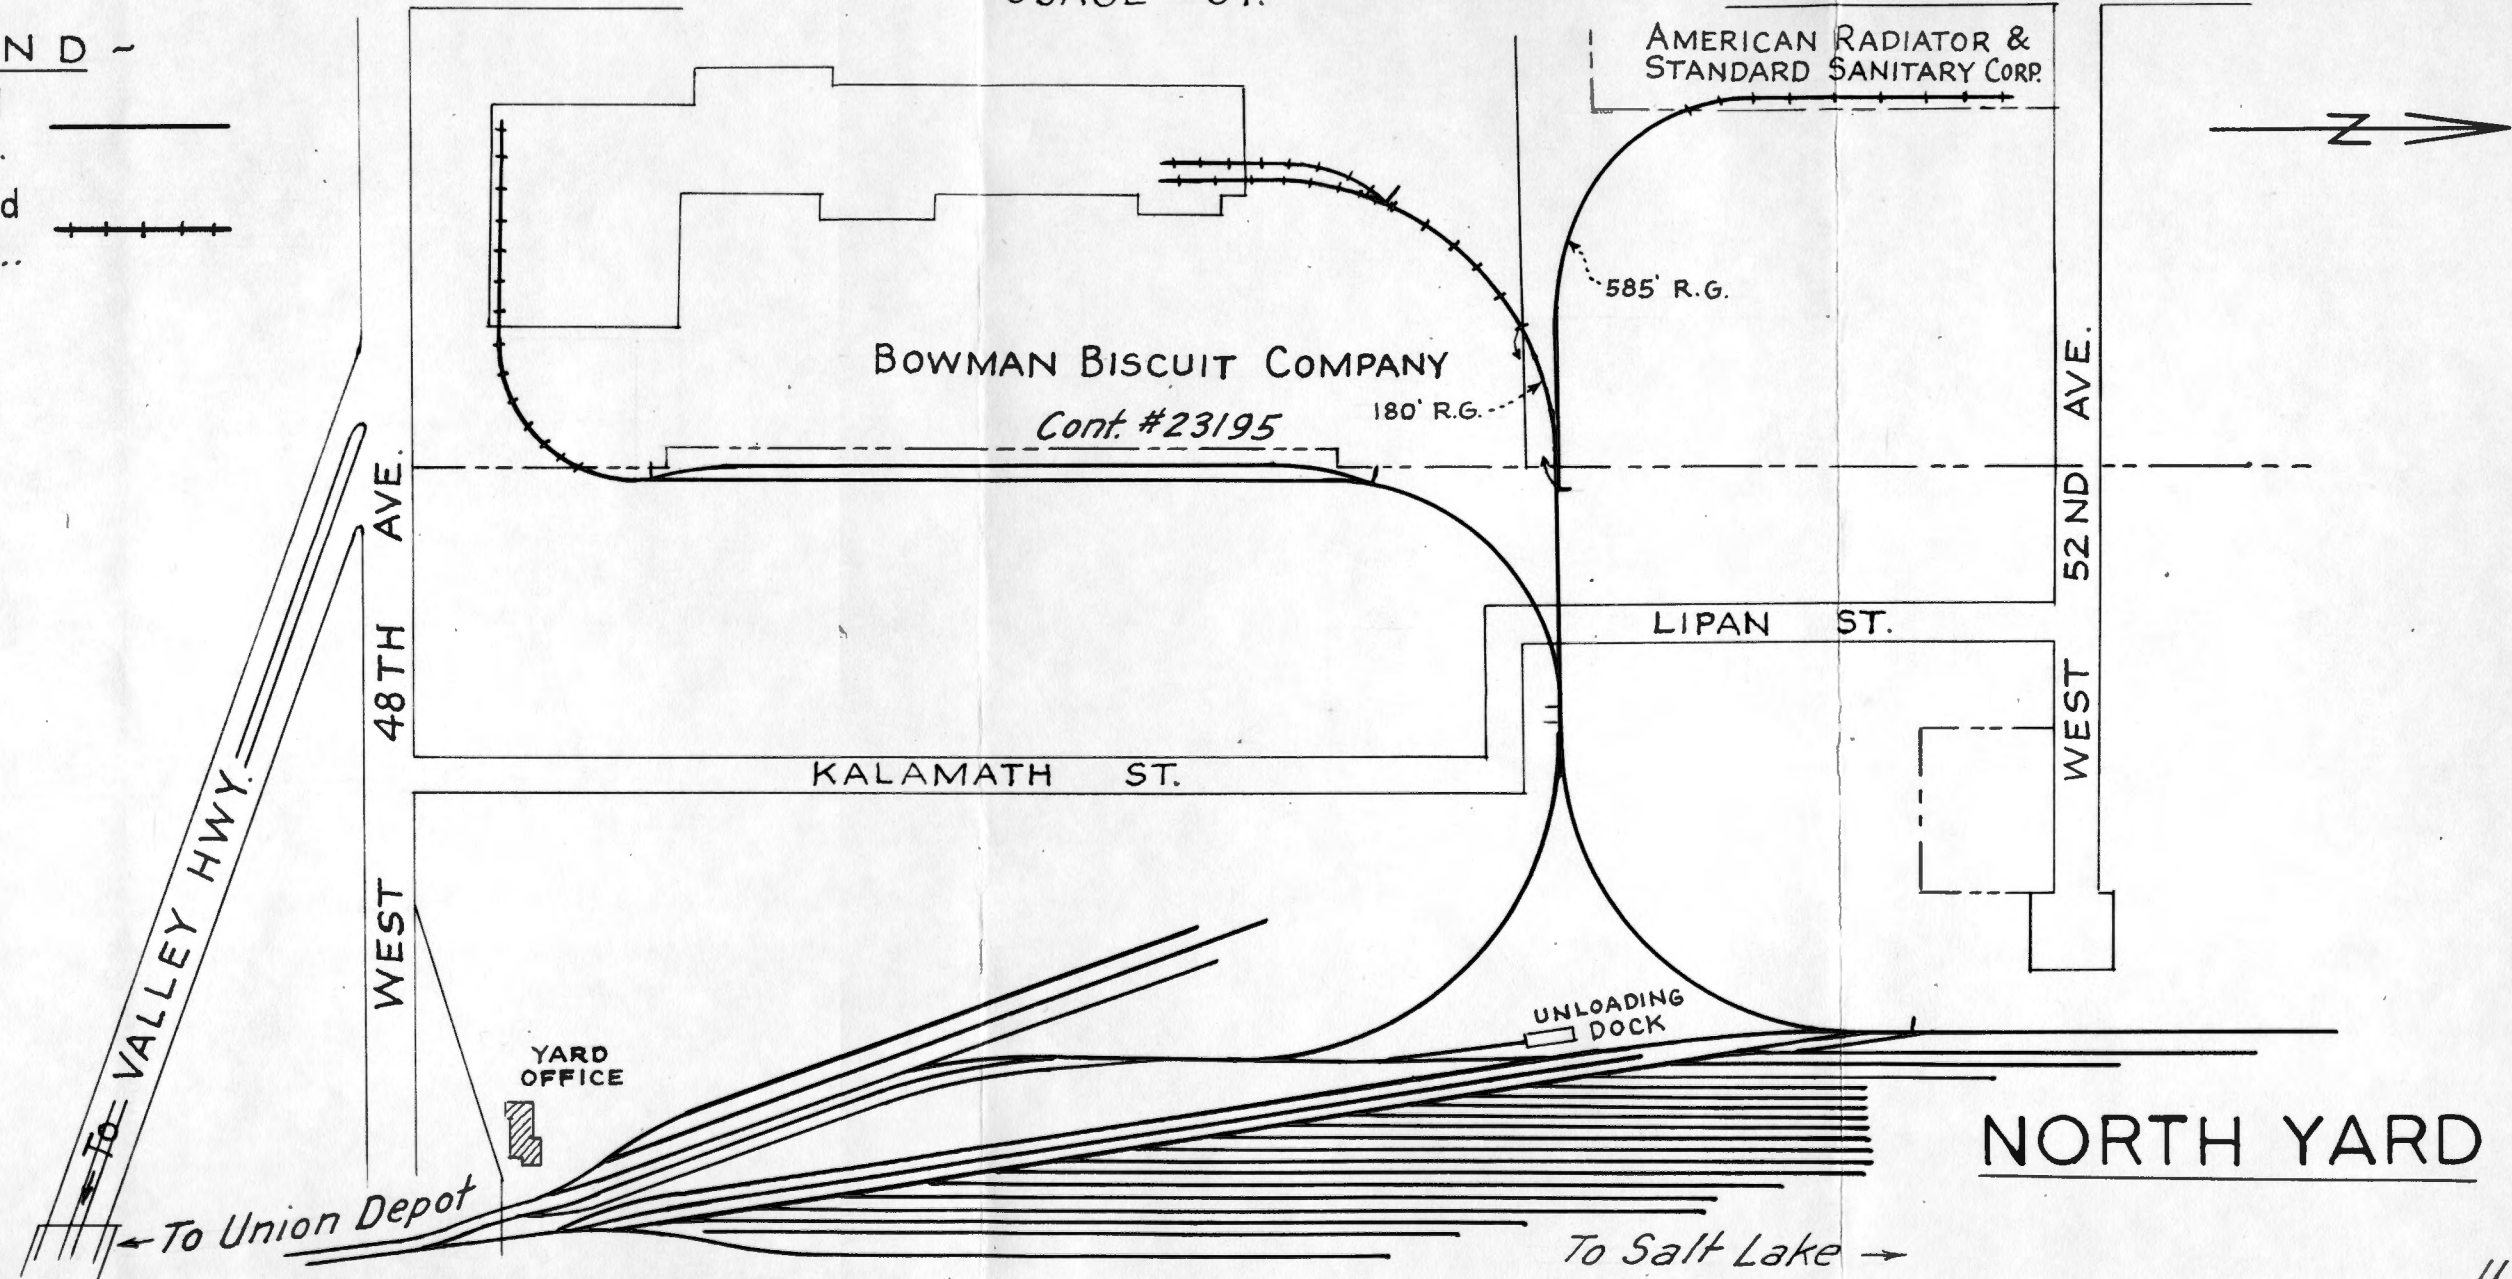 ST.
N D -
AMERICAN RADIATOR &
STANDARD SANITARY CORP.
N
d
585' R.G.
BOWMAN BISCUIT COMPANY
180' R.G.
Cont. #23195
WEST 48TH AVE.
WEST 52ND AVE.
LIPAN ST.
KALAMATH ST.
VALLEY HWY.
To
UNLOADING
DOCK
YARD
OFFICE
NORTH YARD
To Union Depot
To Salt Lake